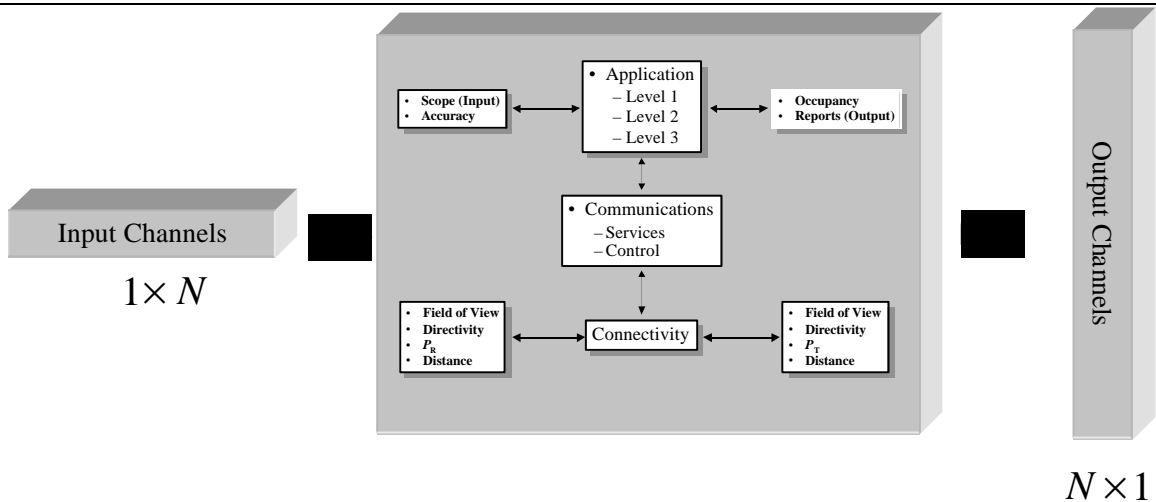 Input Channels
1 × N
• Scope (Input)
• Accuracy
• Application
– Level 1
– Level 2
– Level 3
• Occupancy
• Reports (Output)
• Communications
– Services
– Control
• Field of View
• Directivity
• P_R
• Distance
Connectivity
• Field of View
• Directivity
• P_T
• Distance
Output Channels
N × 1